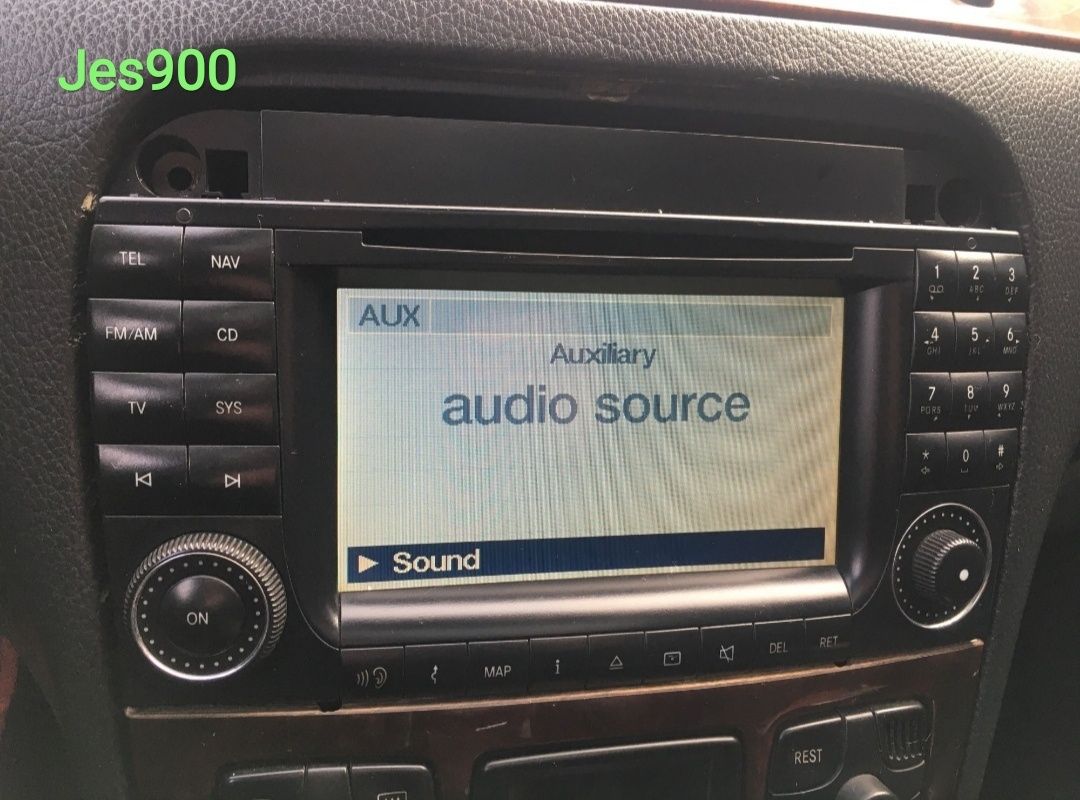 Jes900
TEL
NAV
FM/AM
CD
TV
SYS
ON
AUX
Auxiliary
audio source
Sound
MAP
i
DEL
RET
1
2 ABC
3 DEF
4 GHI
5 JKL
6 MNO
7 PQRS
8 TUV
9 WXYZ
*
0
#
REST